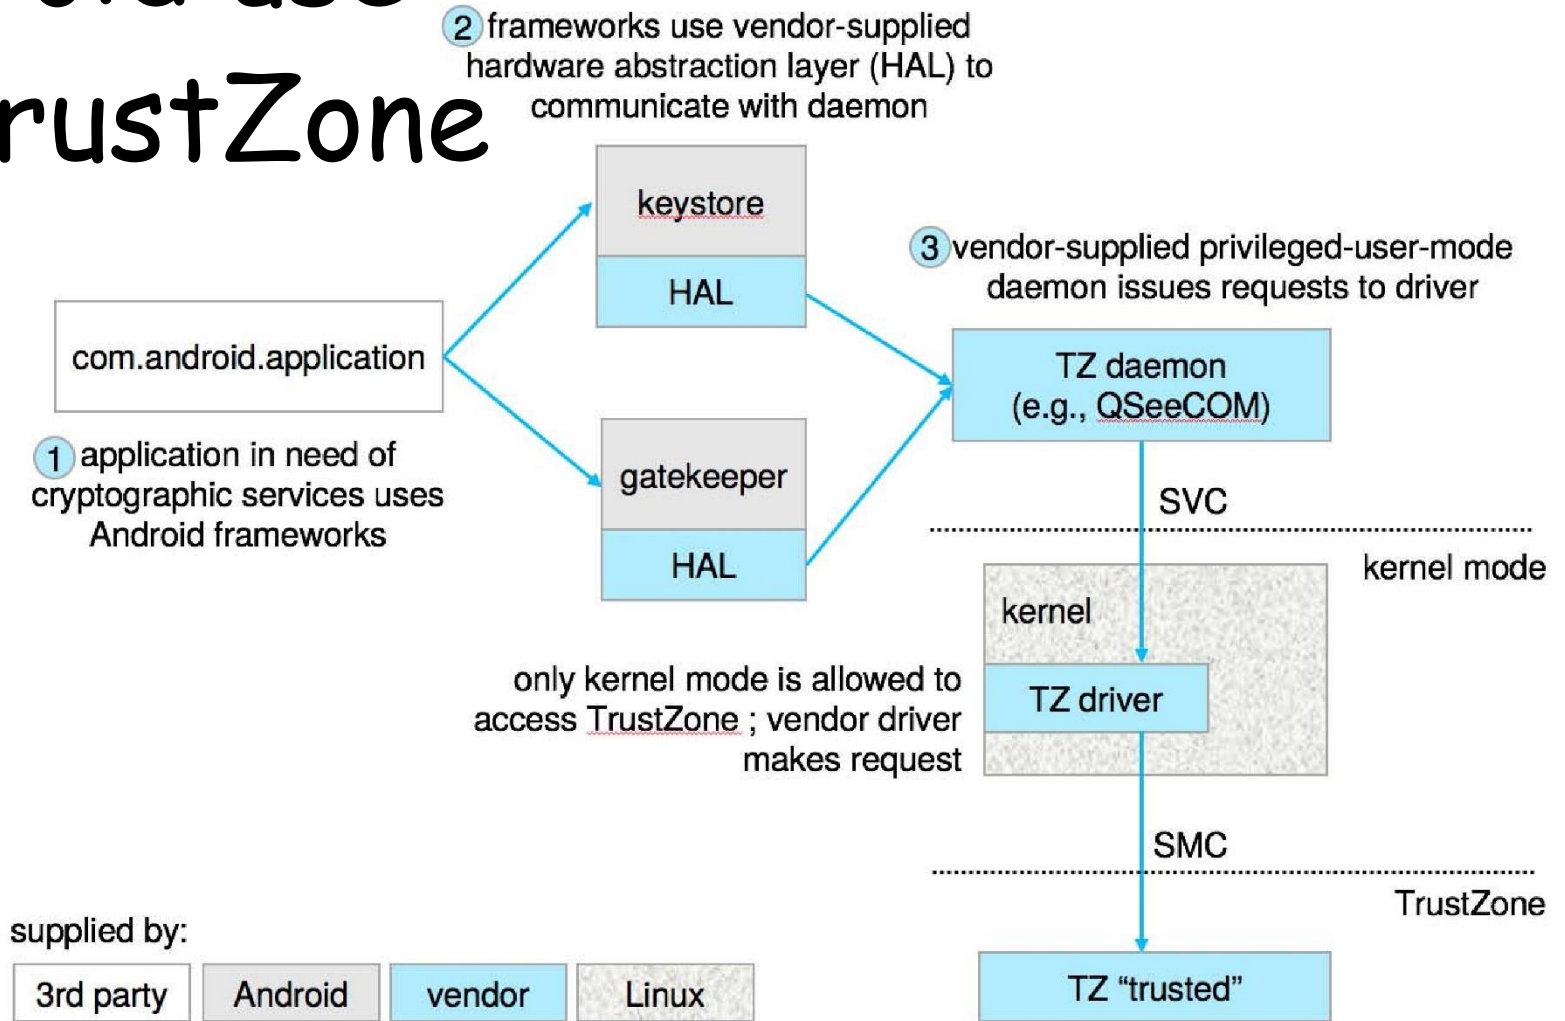 rustZone
2 frameworks use vendor-supplied
hardware abstraction layer (HAL) to
communicate with daemon
keystore
HAL
3 vendor-supplied privileged-user-mode
daemon issues requests to driver
com.android.application
TZ daemon
(e.g., QSeeCOM)
1 application in need of
cryptographic services uses
Android frameworks
gatekeeper
HAL
SVC
kernel mode
kernel
only kernel mode is allowed to
access TrustZone ; vendor driver
makes request
TZ driver
SMC
TrustZone
supplied by:
3rd party
Android
vendor
Linux
TZ “trusted”